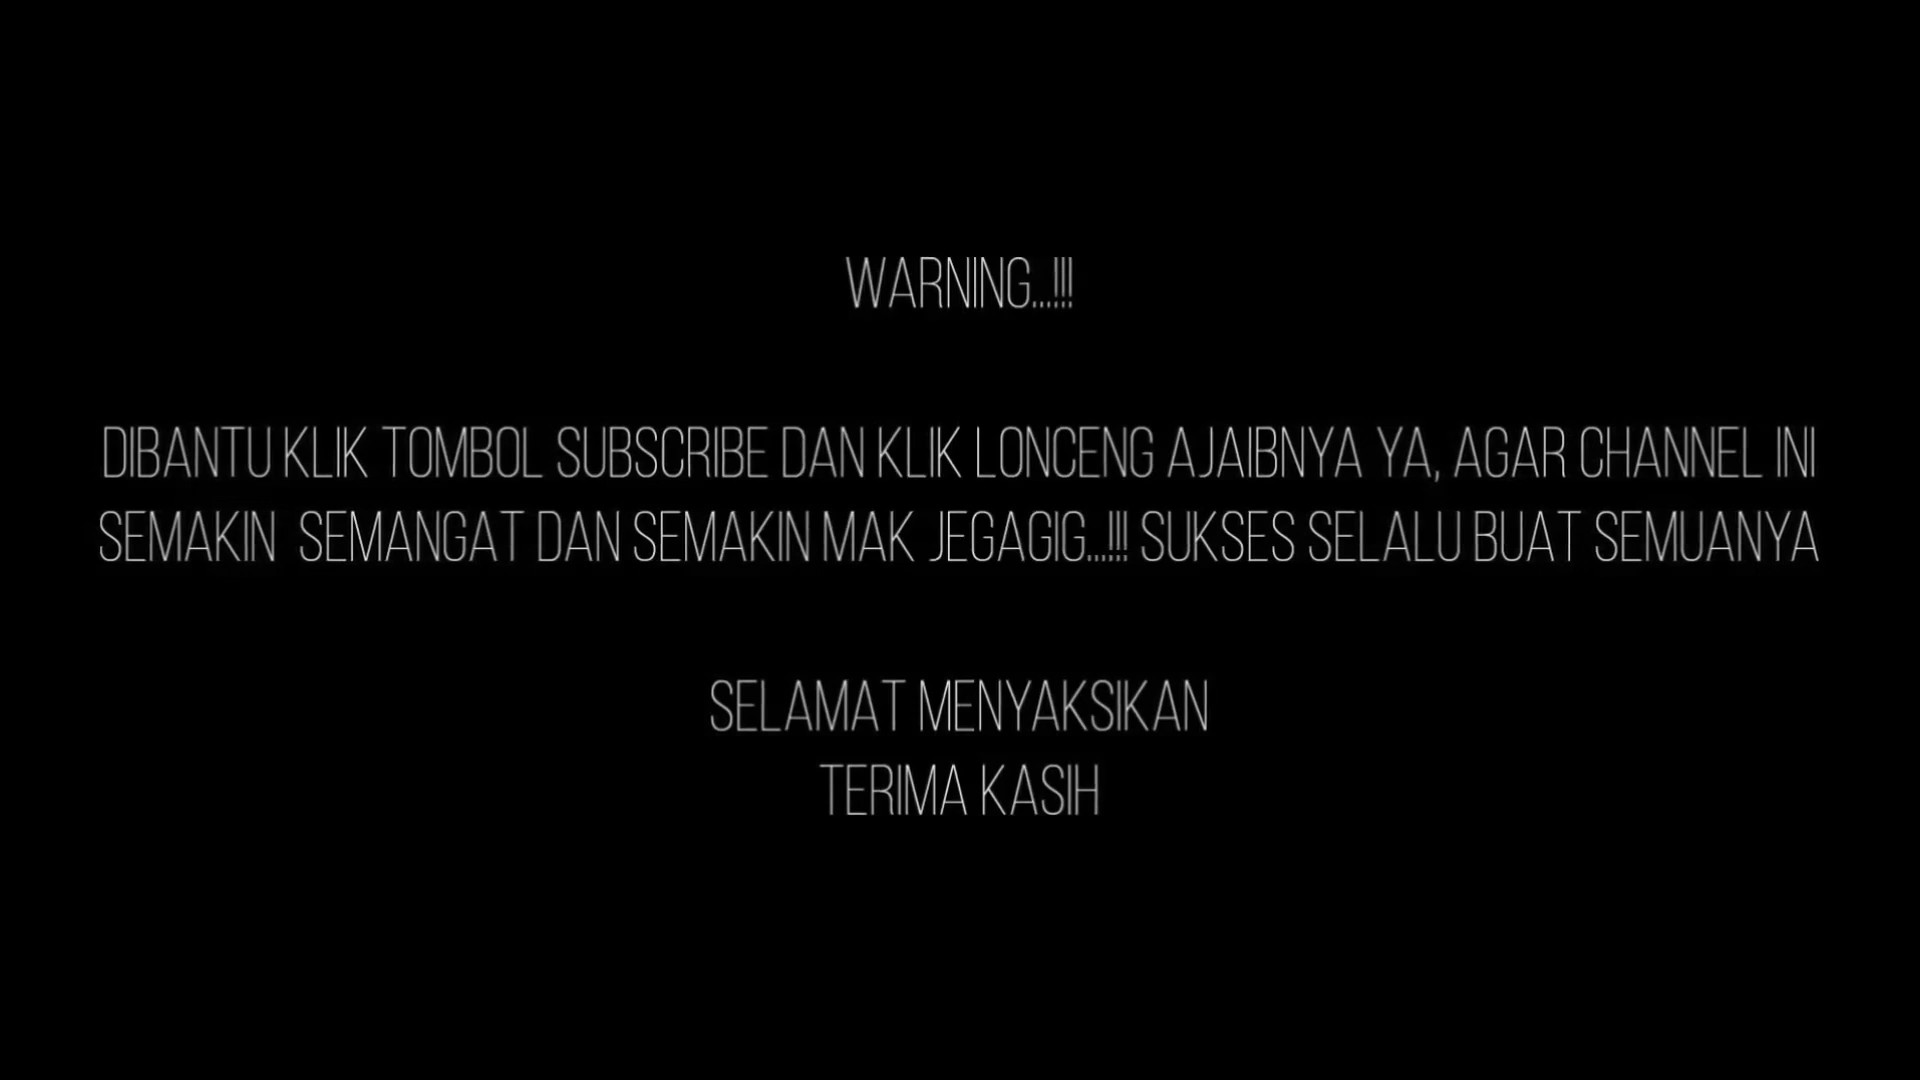 WARNING...!!!
DIBANTU KLIK TOMBOL SUBSCRIBE DAN KLIK LONCENG AJAIBNYA YA, AGAR CHANNEL INI
SEMAKIN SEMANGAT DAN SEMAKIN MAK JEGAGIG...!!! SUKSES SELALU BUAT SEMUANYA
SELAMAT MENYAKSIKAN
TERIMA KASIH